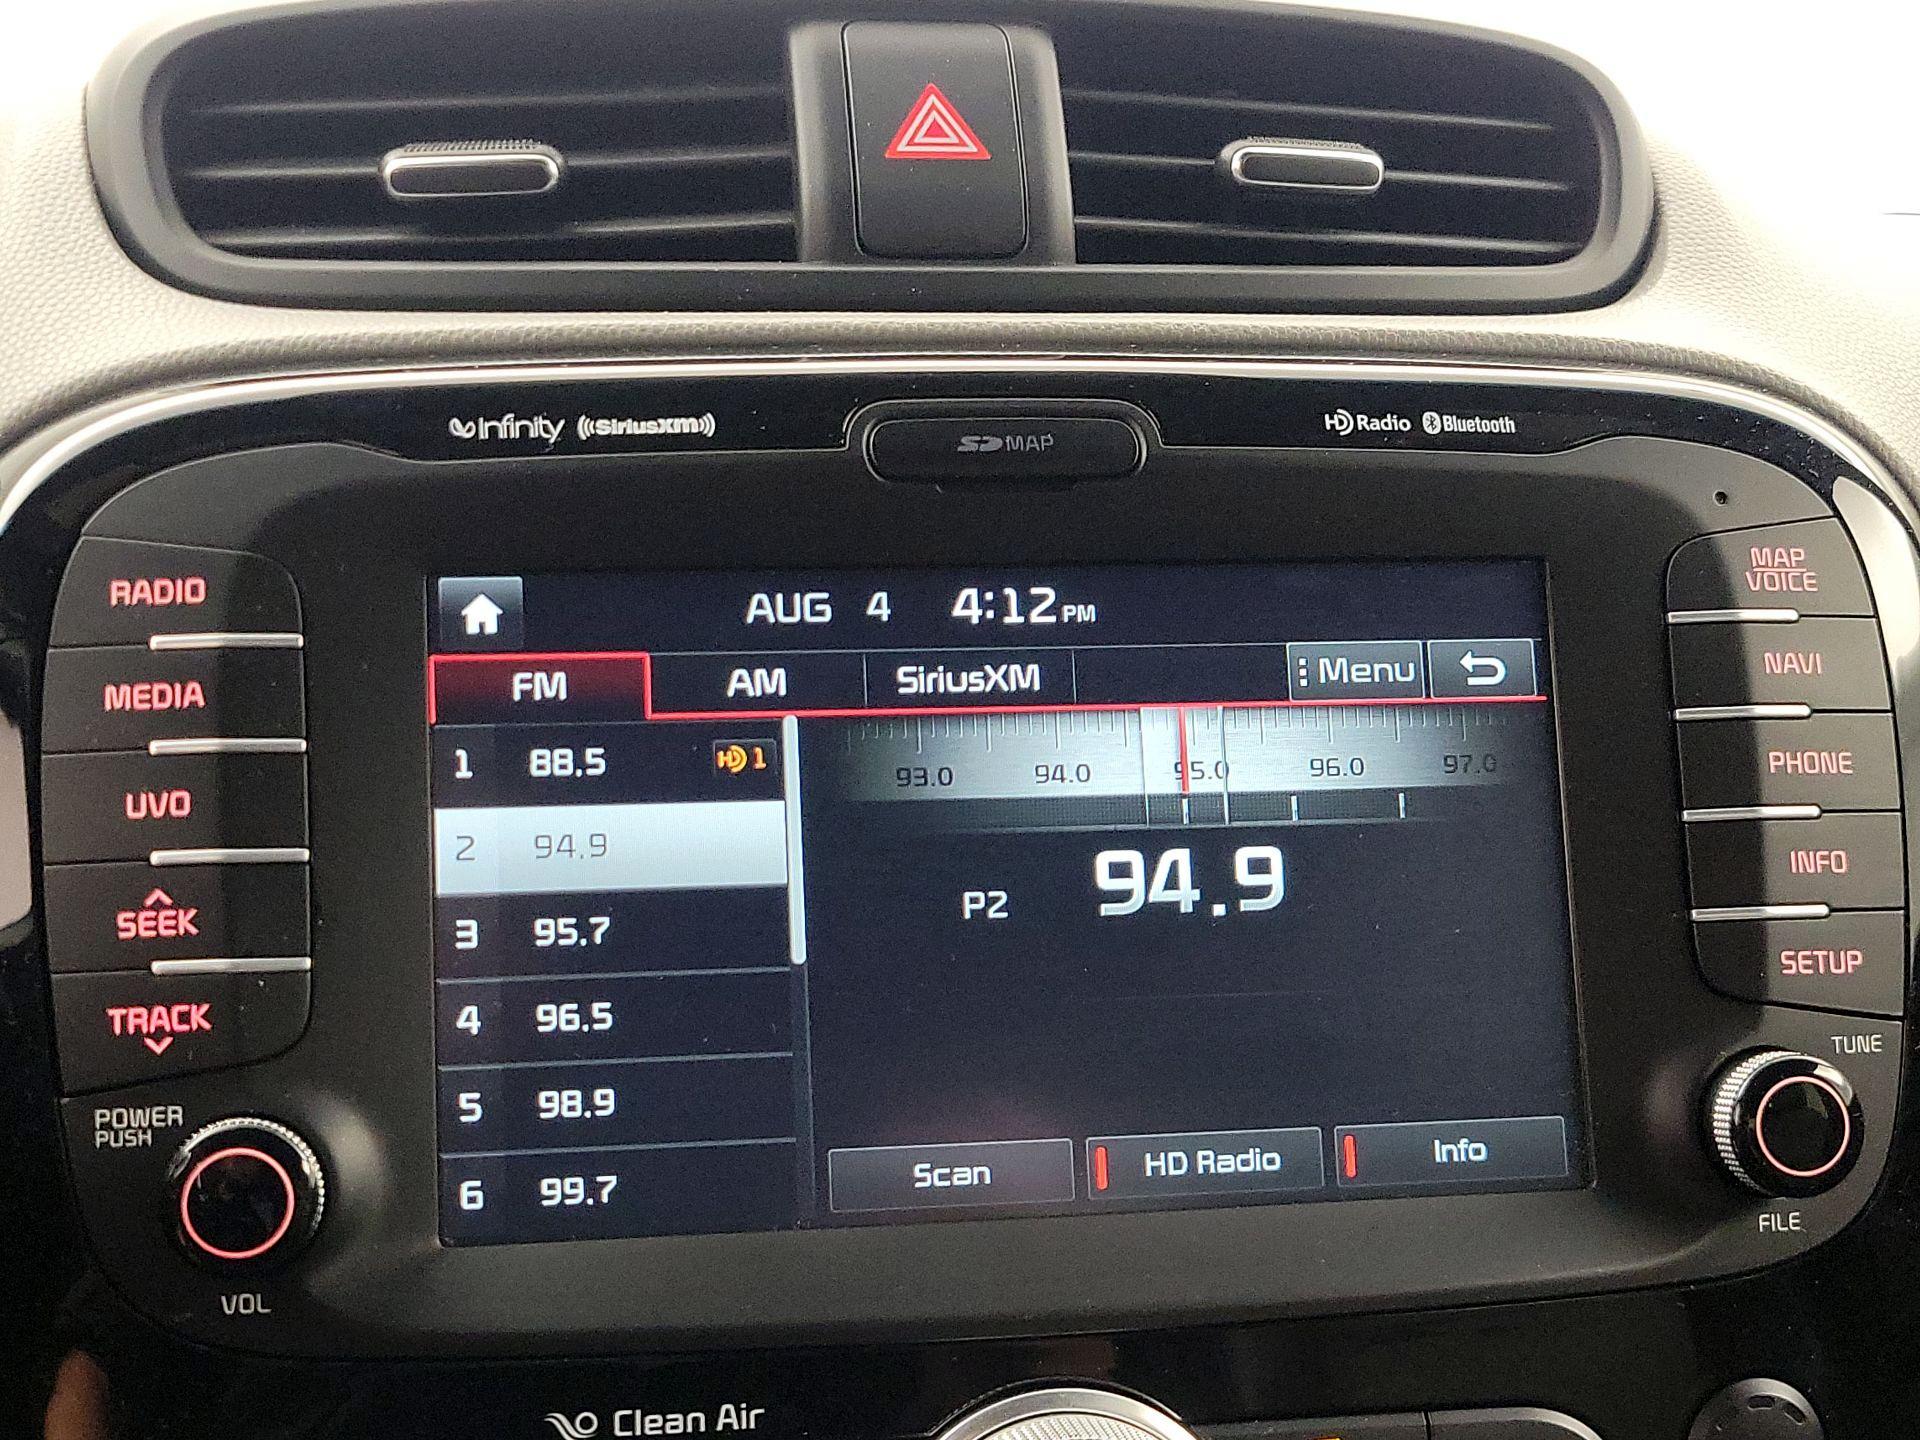 Infinity ((SiriusXM)) SD MAP HD Radio Bluetooth
RADIO
MEDIA
UVO
SEEK
TRACK
POWER
PUSH
VOL
AUG 4 4:12 PM
FM AM SiriusXM Menu
1 88.5 HD 1
2 94.9
3 95.7
4 96.5
5 98.9
6 99.7
93.0 94.0 95.0 96.0 97.0
P2 94.9
Scan HD Radio Info
MAP
VOICE
NAVI
PHONE
INFO
SETUP
TUNE
FILE
Clean Air